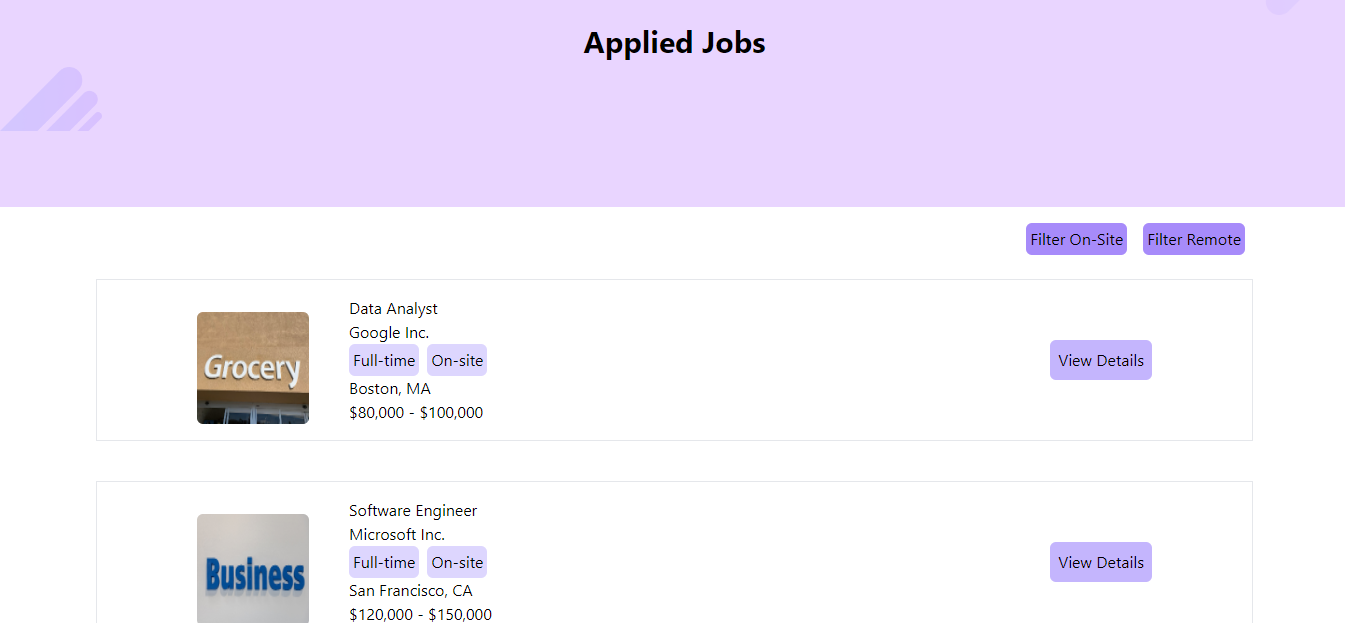 Applied Jobs
Filter On-Site Filter Remote
Grocery
Data Analyst
Google Inc.
Full-time On-site
Boston, MA
$80,000 - $100,000
View Details
Business
Software Engineer
Microsoft Inc.
Full-time On-site
San Francisco, CA
$120,000 - $150,000
View Details